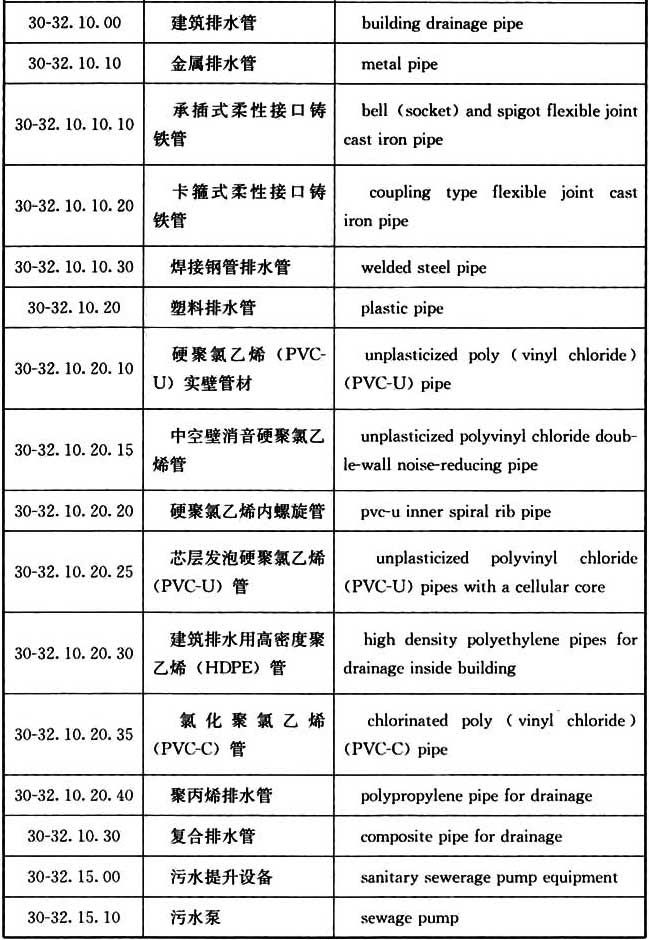 30-32.10.00 建筑排水管 building drainage pipe
30-32.10.10 金属排水管 metal pipe
30-32.10.10.10 承插式柔性接口铸 bell（socket）and spigot flexible joint
铁管 cast iron pipe
30-32.10.10.20 卡箍式柔性接口铸 coupling type flexible joint cast
铁管 iron pipe
30-32.10.10.30 焊接钢管排水管 welded steel pipe
30-32.10.20 塑料排水管 plastic pipe
30-32.10.20.10 硬聚氯乙烯（PVC- unplasticized poly（vinyl chloride）
U）实壁管材 （PVC-U）pipe
30-32.10.20.15 中空壁消音硬聚氯乙 unplasticized polyvinyl chloride doub-
烯管 le-wall noise-reducing pipe
30-32.10.20.20 硬聚氯乙烯内螺旋管 pvc-u inner spiral rib pipe
30-32.10.20.25 芯层发泡硬聚氯乙烯 unplasticized polyvinyl chloride
（PVC-U）管 （PVC-U）pipes with a cellular core
30-32.10.20.30 建筑排水用高密度聚 high density polyethylene pipes for
乙烯（HDPE）管 drainage inside building
30-32.10.20.35 氯化聚氯乙烯 chlorinated poly（vinyl chloride）
（PVC-C）管 （PVC-C）pipe
30-32.10.20.40 聚丙烯排水管 polypropylene pipe for drainage
30-32.10.30 复合排水管 composite pipe for drainage
30-32.15.00 污水提升设备 sanitary sewerage pump equipment
30-32.15.10 污水泵 sewage pump